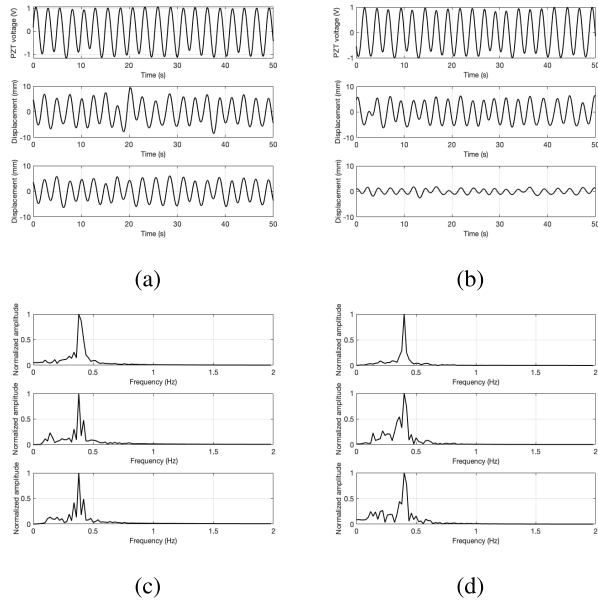 PZT voltage (V)
1
0
-1
0 10 20 30 40 50
Time (s)
Displacement (mm)
10
0
-10
0 10 20 30 40 50
Time (s)
Displacement (mm)
10
0
-10
0 10 20 30 40 50
Time (s)
(a)
PZT voltage (V)
1
0
-1
0 10 20 30 40 50
Time (s)
Displacement (mm)
10
0
-10
0 10 20 30 40 50
Time (s)
Displacement (mm)
10
0
-10
0 10 20 30 40 50
Time (s)
(b)
Normalized amplitude
1
0.5
0
0 0.5 1 1.5 2
Frequency (Hz)
Normalized amplitude
1
0.5
0
0 0.5 1 1.5 2
Frequency (Hz)
Normalized amplitude
1
0.5
0
0 0.5 1 1.5 2
Frequency (Hz)
(c)
Normalized amplitude
1
0.5
0
0 0.5 1 1.5 2
Frequency (Hz)
Normalized amplitude
1
0.5
0
0 0.5 1 1.5 2
Frequency (Hz)
Normalized amplitude
1
0.5
0
0 0.5 1 1.5 2
Frequency (Hz)
(d)